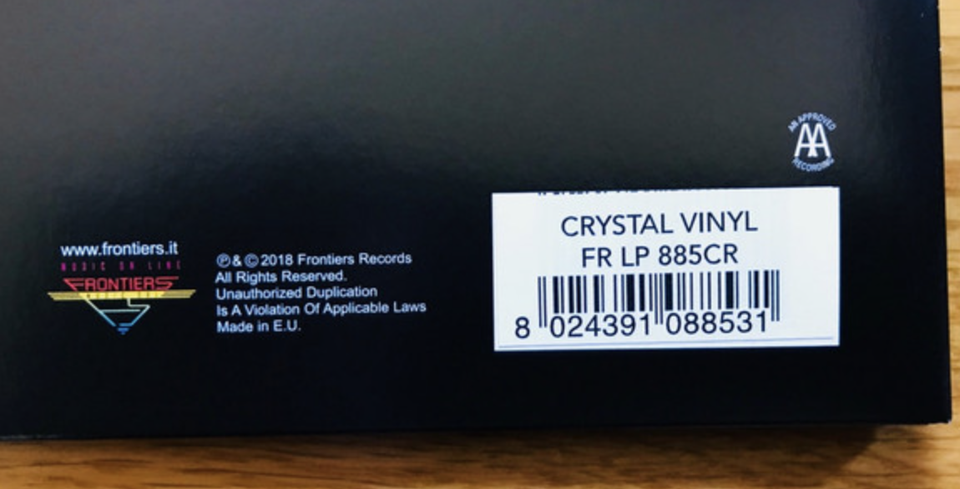 AN APPROVED
AA
RECORDING
www.frontiers.it
MUSIC ON LINE
FRONTIERS
℗ & © 2018 Frontiers Records
All Rights Reserved.
Unauthorized Duplication
Is A Violation Of Applicable Laws
Made in E.U.
CRYSTAL VINYL
FR LP 885CR
8 024391 088531